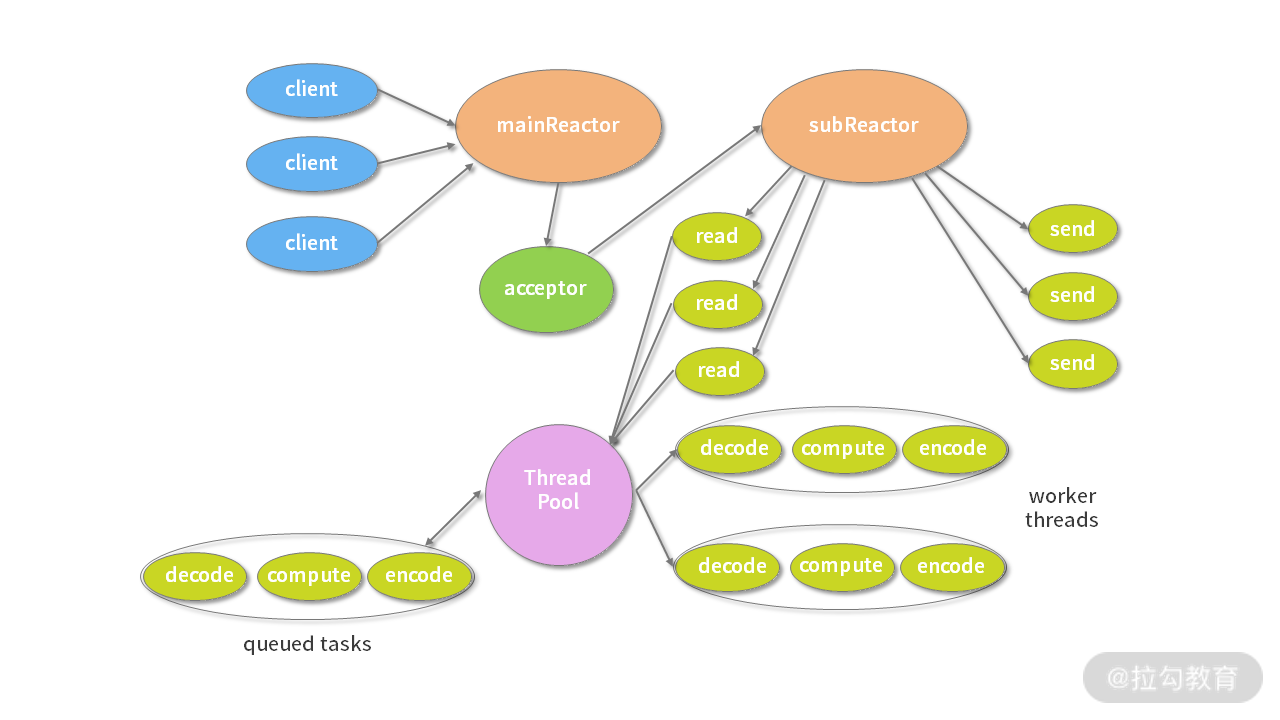 client
mainReactor
subReactor
client
client
read
send
acceptor
read
send
read
send
Thread
Pool
decode
compute
encode
worker
threads
decode
compute
encode
decode
compute
encode
queued tasks
@拉勾教育